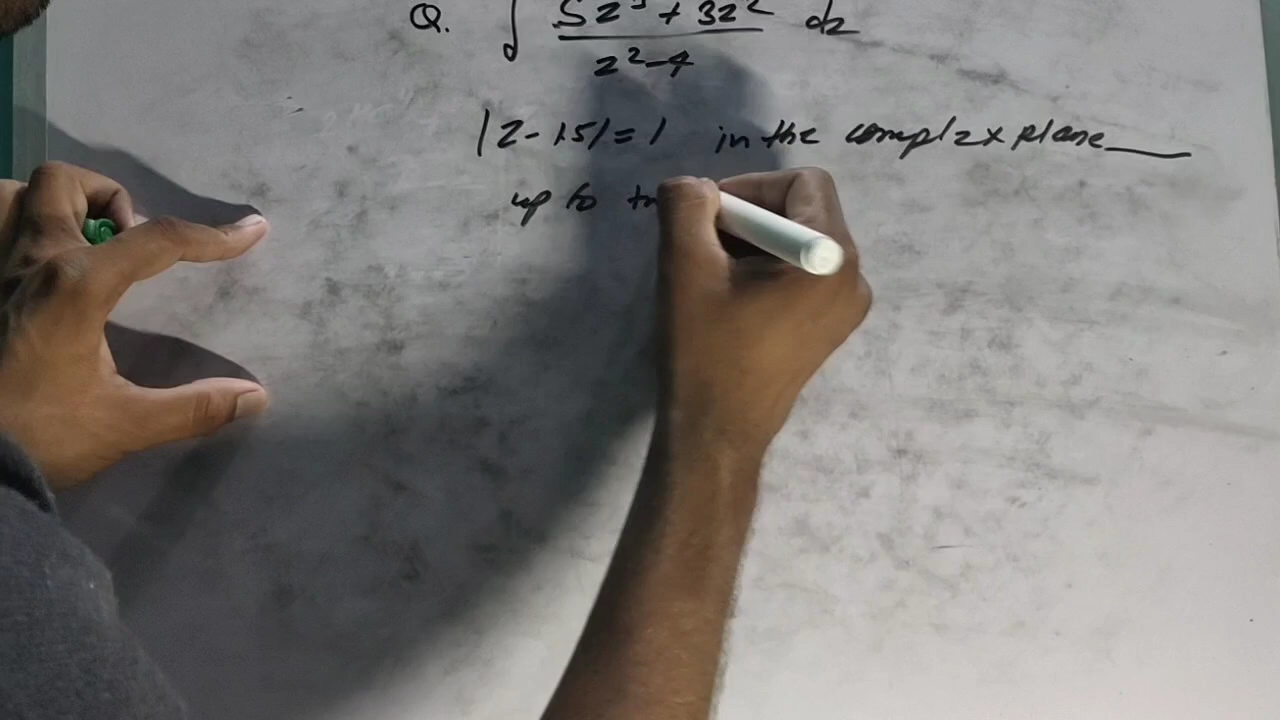 Q. ∫ 5z³ + 3z² dz
z² - 4
|z - 1.5| = 1 in the complex plane ___
up to